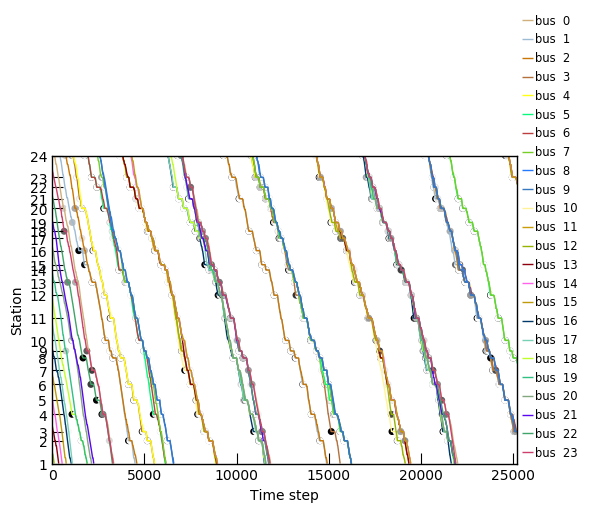 bus 0
bus 1
bus 2
bus 3
bus 4
bus 5
bus 6
bus 7
bus 8
bus 9
bus 10
bus 11
bus 12
bus 13
bus 14
bus 15
bus 16
bus 17
bus 18
bus 19
bus 20
bus 21
bus 22
bus 23
24
23
22
21
20
19
18
17
16
15
14
13
12
11
10
9
8
7
6
5
4
3
2
1
Station
0 5000 10000 15000 20000 25000
Time step